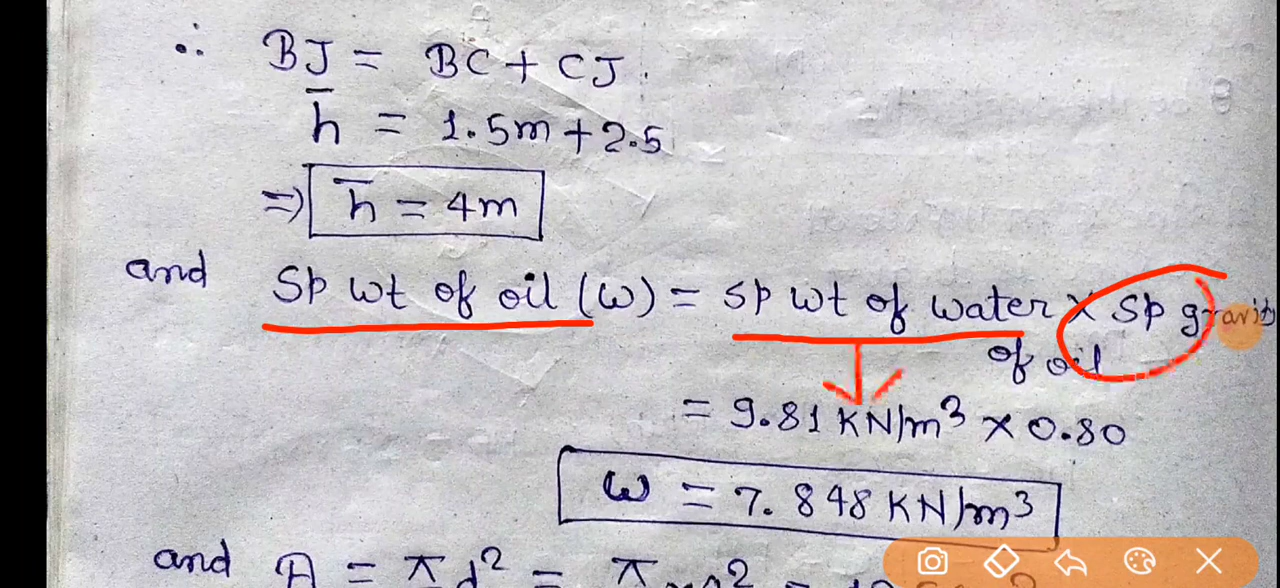 ∴ BJ = BC + CJ.
h̄ = 1.5m + 2.5
⇒ h̄ = 4m
and Sp wt of oil (ω) = sp wt of water × sp gravity
of oil
= 9.81 KN/m³ × 0.80
ω = 7.848 KN/m³
and A = π d² = π